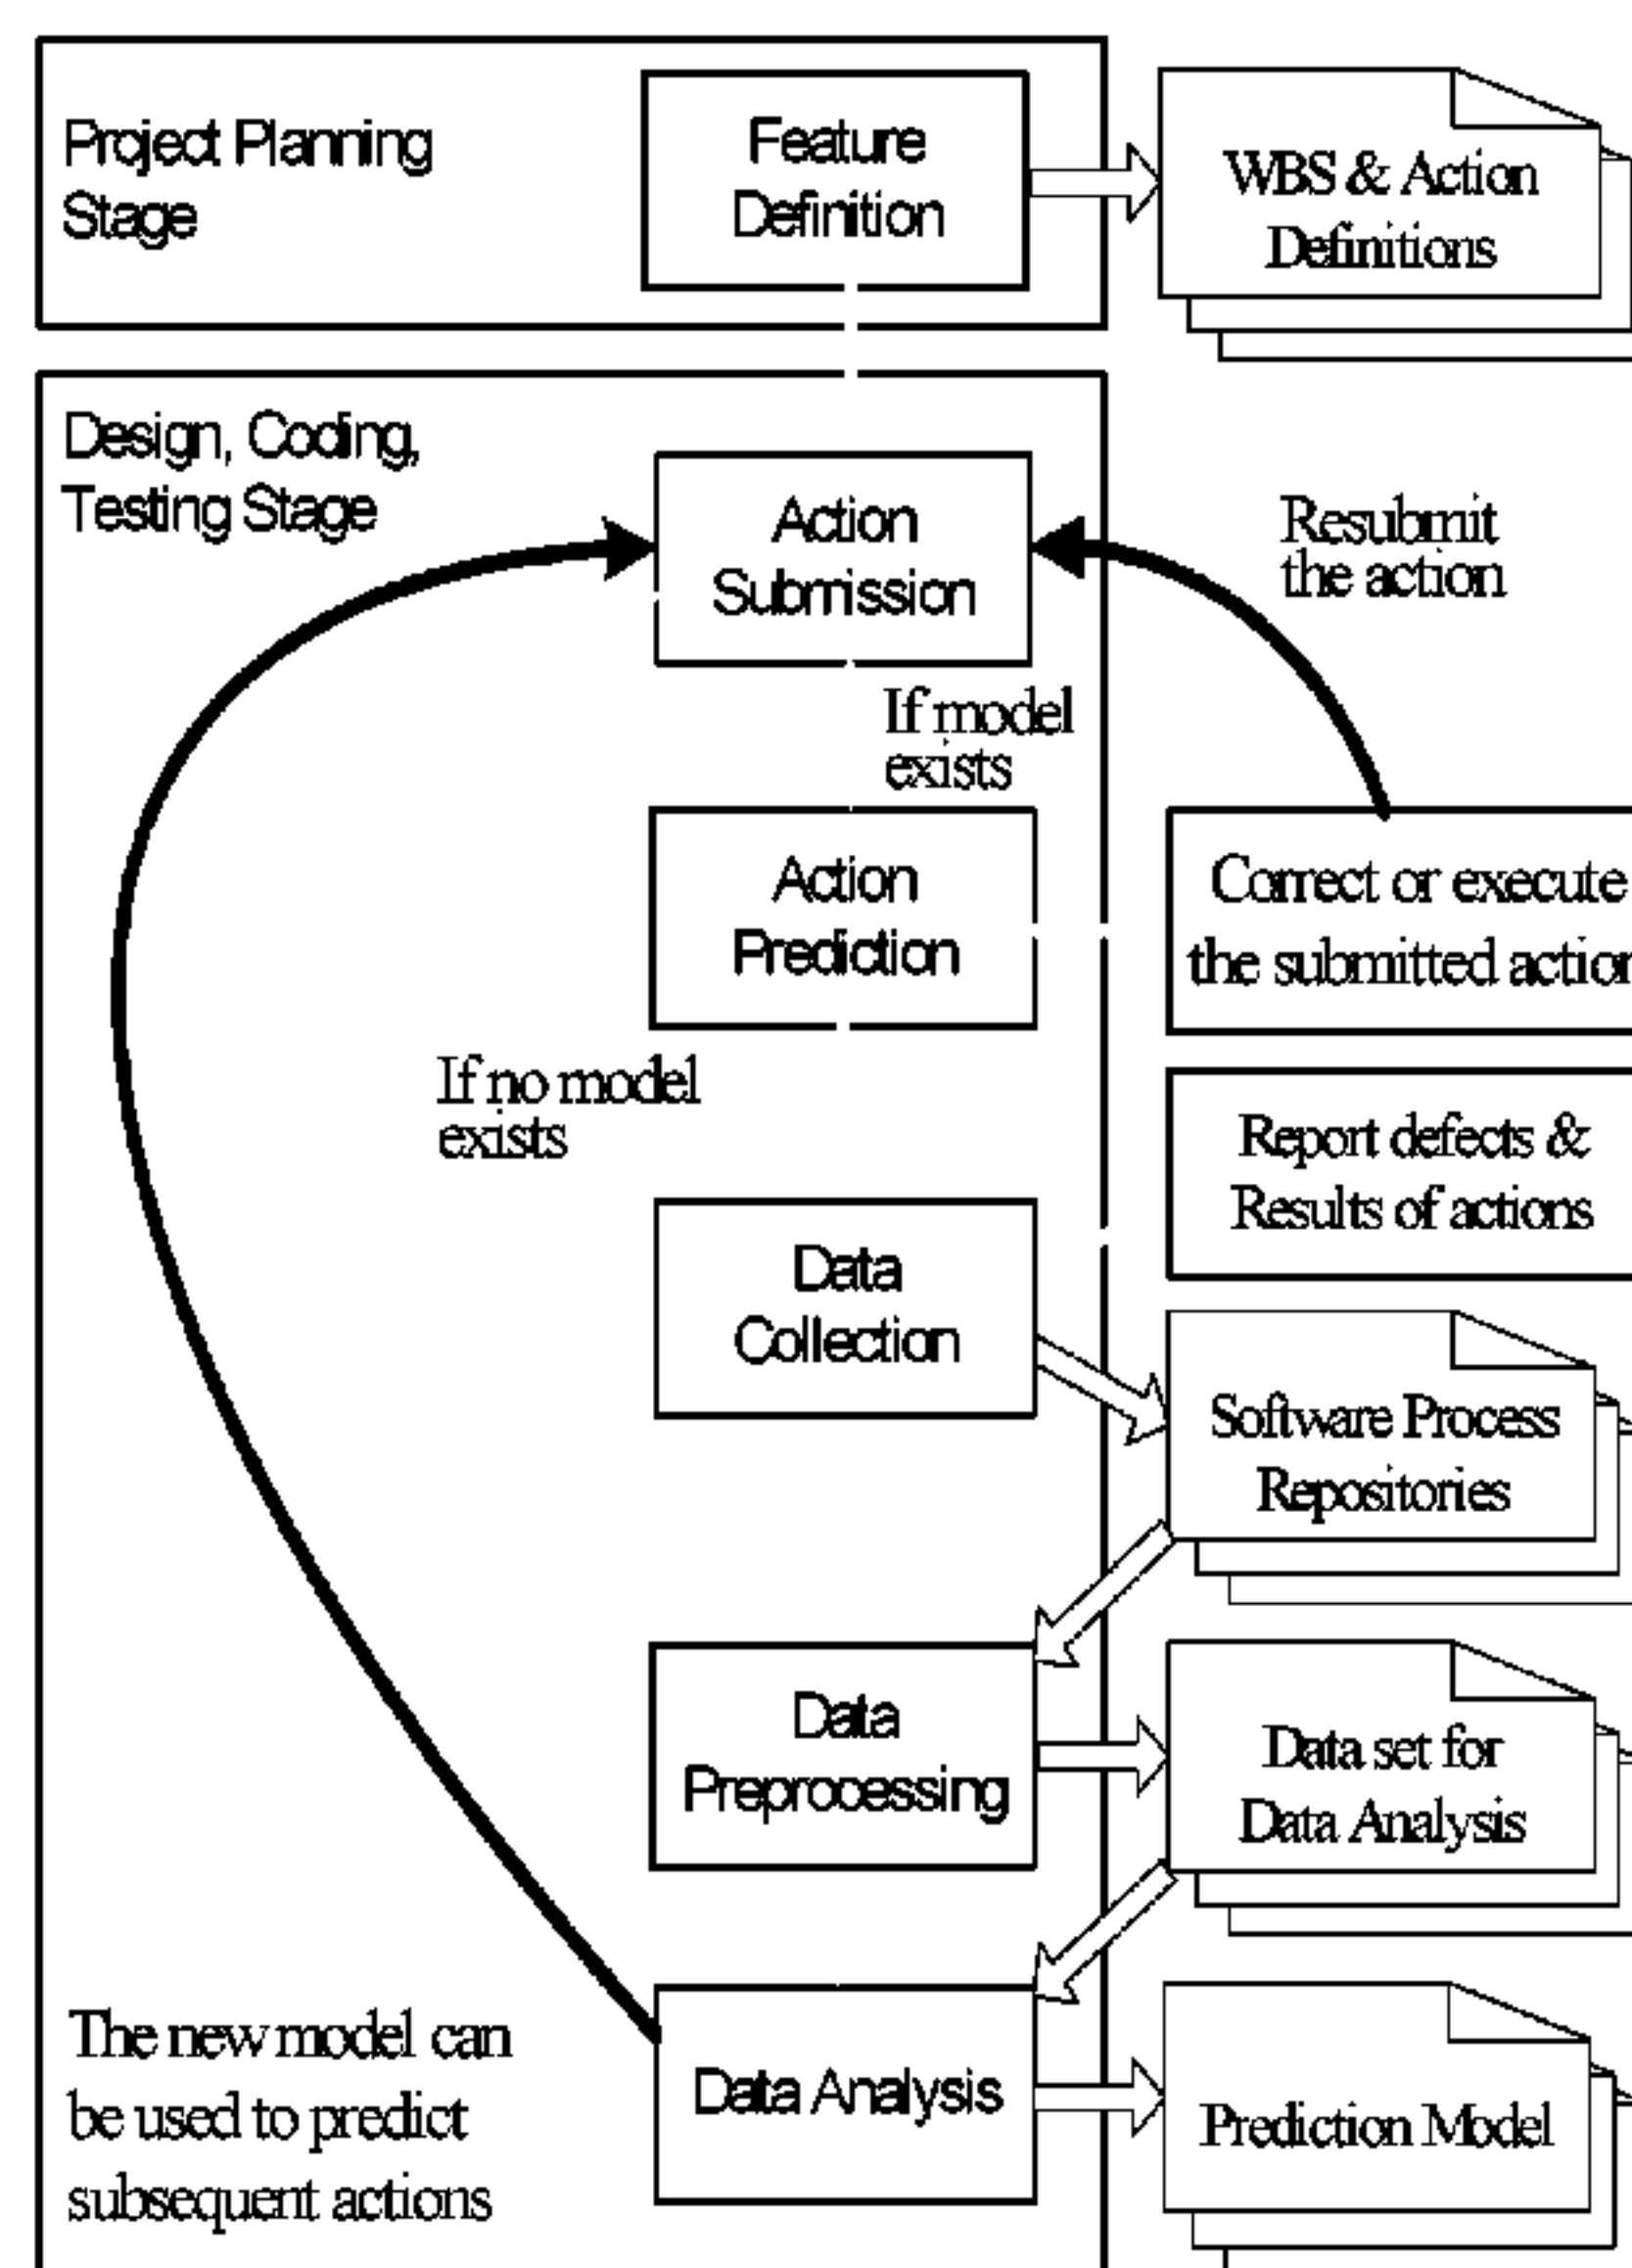 Project Planning
Stage
Feature
Definition
WBS & Action
Definitions
Design, Coding,
Testing Stage
Action
Submission
Resubmit
the action
If model
exists
Action
Prediction
Correct or execute
the submitted action
If no model
exists
Report defects &
Results of actions
Data
Collection
Software Process
Repositories
Data
Preprocessing
Data set for
Data Analysis
The new model can
be used to predict
subsequent actions
Data Analysis
Prediction Model